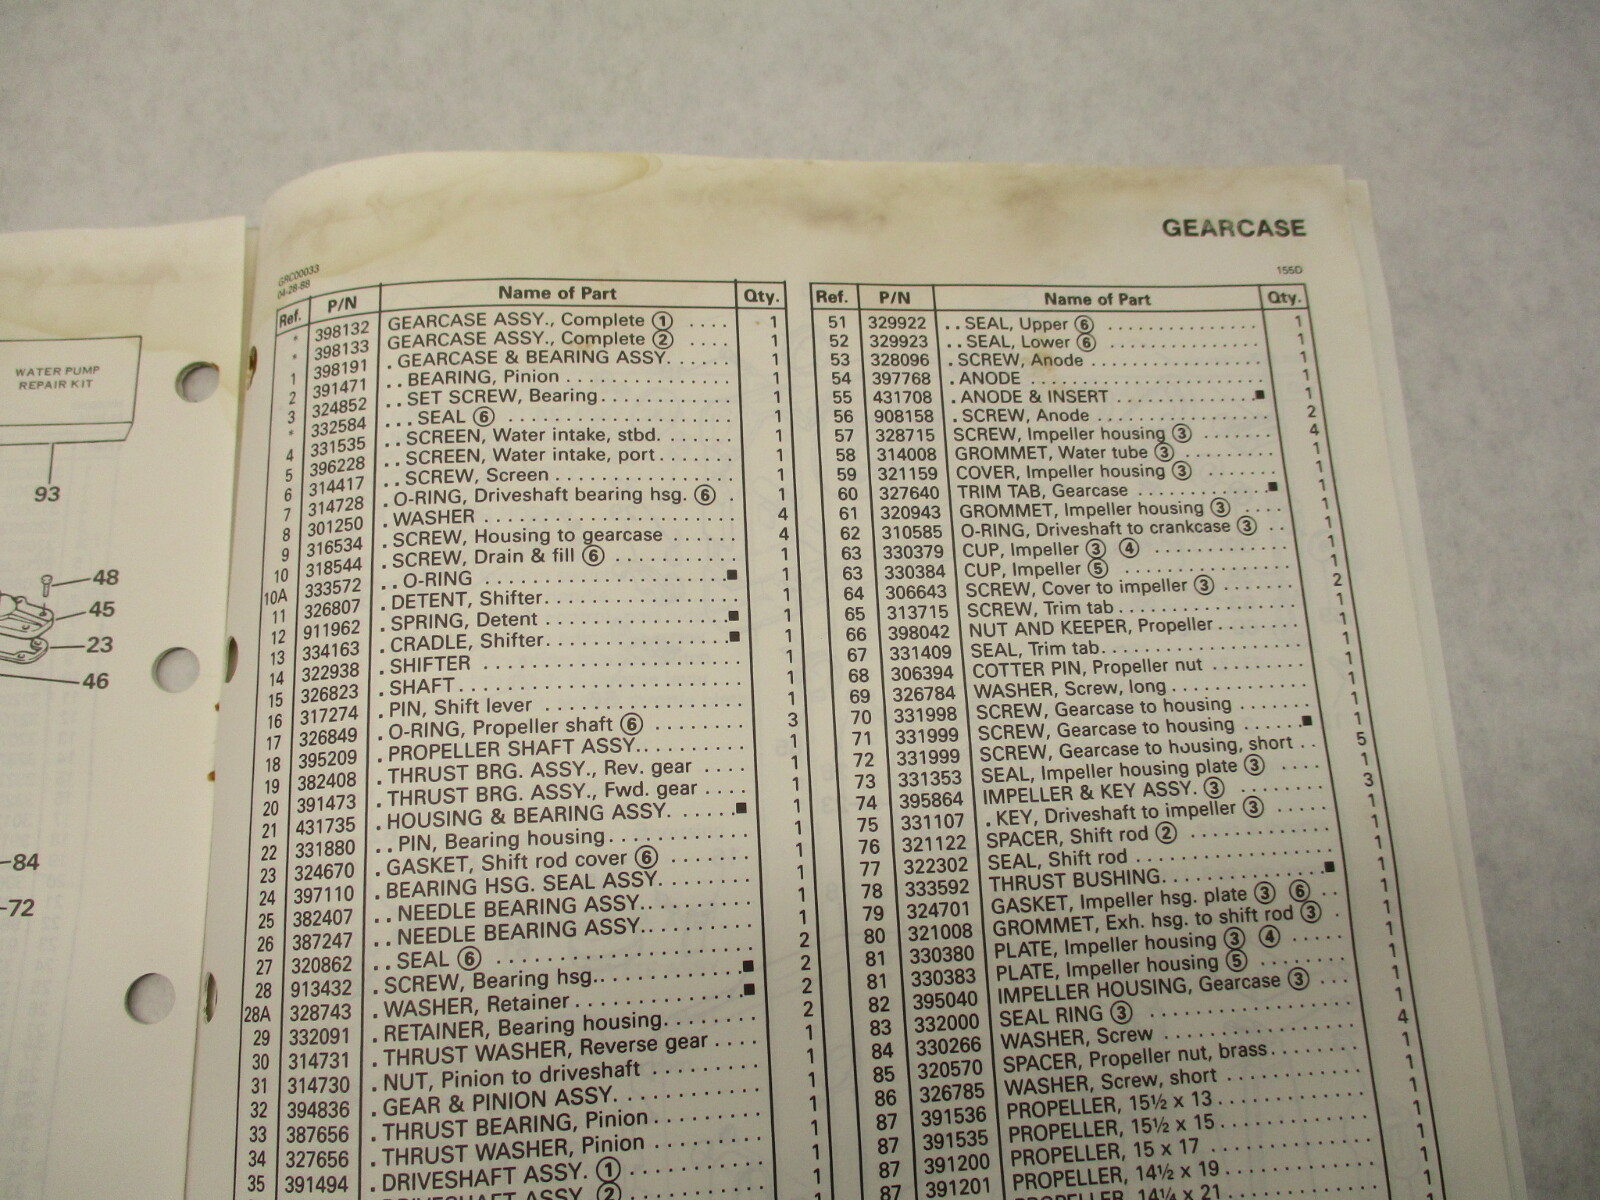 WATER PUMP
REPAIR KIT
93
48
45
23
46
84
72
GEARCASE
GRC00033
04-28-88
155D
Ref. P/N Name of Part Qty.
* 398132 GEARCASE ASSY., Complete ① .... 1
* 398133 GEARCASE ASSY., Complete ② .... 1
1 398191 . GEARCASE & BEARING ASSY. ..... 1
2 391471 . . BEARING, Pinion ............ 1
3 324852 . . SET SCREW, Bearing ......... 1
* 332584 . . . SEAL ⑥ ............ 1
4 331535 . . SCREEN, Water intake, stbd. ...... 1
5 396228 . . SCREEN, Water intake, port ...... 1
6 314417 . . SCREW, Screen ............ 1
7 314728 . O-RING, Driveshaft bearing hsg. ⑥ . 1
8 301250 . WASHER ............ 4
9 316534 . SCREW, Housing to gearcase ...... 4
10 318544 . SCREW, Drain & fill ⑥ ........ 1
10A 333572 . . O-RING ............ ■ 1
11 326807 . DETENT, Shifter ............ 1
12 911962 . SPRING, Detent ............ ■ 1
13 334163 . CRADLE, Shifter ............ ■ 1
14 322938 . SHIFTER ............ 1
15 326823 . SHAFT ............ 1
16 317274 . PIN, Shift lever ............ 1
17 326849 . O-RING, Propeller shaft ⑥ ........ 3
18 395209 . PROPELLER SHAFT ASSY. ........ 1
19 382408 . THRUST BRG. ASSY., Rev. gear .... 1
20 391473 . THRUST BRG. ASSY., Fwd. gear .... 1
21 431735 . HOUSING & BEARING ASSY. ..... ■ 1
22 331880 . . PIN, Bearing housing ........ 1
23 324670 . GASKET, Shift rod cover ⑥ ....... 1
24 397110 . BEARING HSG. SEAL ASSY. ....... 1
25 382407 . . NEEDLE BEARING ASSY. ....... 1
26 387247 . . NEEDLE BEARING ASSY. ....... 1
27 320862 . . SEAL ⑥ ............ 2
28 913432 . SCREW, Bearing hsg. ........ ■ 2
28A 328743 . WASHER, Retainer ........ ■ 2
29 332091 . RETAINER, Bearing housing ....... 2
30 314731 . THRUST WASHER, Reverse gear .... 1
31 314730 . NUT, Pinion to driveshaft ........ 1
32 394836 . GEAR & PINION ASSY. ......... 1
33 387656 . THRUST BEARING, Pinion ........ 1
34 327656 . THRUST WASHER, Pinion ........ 1
35 391494 . DRIVESHAFT ASSY. ① ......... 1
. DRIVESHAFT ASSY. ②
Ref. P/N Name of Part Qty.
51 329922 . . SEAL, Upper ⑥ ............ 1
52 329923 . . SEAL, Lower ⑥ ............ 1
53 328096 . SCREW, Anode ............ 1
54 397768 . ANODE ............ 1
55 431708 . ANODE & INSERT ............ ■ 1
56 908158 . SCREW, Anode ............ 2
57 328715 SCREW, Impeller housing ③ ....... 4
58 314008 GROMMET, Water tube ③ ........ 1
59 321159 COVER, Impeller housing ③ ....... 1
60 327640 TRIM TAB, Gearcase ............ ■ 1
61 320943 GROMMET, Impeller housing ③ .... 1
62 310585 O-RING, Driveshaft to crankcase ③ .. 1
63 330379 CUP, Impeller ③ ④ ............ 1
63 330384 CUP, Impeller ⑤ ............ 1
64 306643 SCREW, Cover to impeller ③ ...... 2
65 313715 SCREW, Trim tab ............ 1
66 398042 NUT AND KEEPER, Propeller ....... 1
67 331409 SEAL, Trim tab ............ 1
68 306394 COTTER PIN, Propeller nut ........ 1
69 326784 WASHER, Screw, long ............ 1
70 331998 SCREW, Gearcase to housing ....... 1
71 331999 SCREW, Gearcase to housing ..... ■ 1
72 331999 SCREW, Gearcase to housing, short .. 5
73 331353 SEAL, Impeller housing plate ③ .... 1
74 395864 IMPELLER & KEY ASSY. ③ ........ 3
75 331107 . KEY, Driveshaft to impeller ③ ...... 1
76 321122 SPACER, Shift rod ② ............ 1
77 322302 SEAL, Shift rod ............ 1
78 333592 THRUST BUSHING. ............ ■ 1
79 324701 GASKET, Impeller hsg. plate ③ ⑥ .. 1
80 321008 GROMMET, Exh. hsg. to shift rod ③ . 1
81 330380 PLATE, Impeller housing ③ ④ ..... 1
81 330383 PLATE, Impeller housing ⑤ ....... 1
82 395040 IMPELLER HOUSING, Gearcase ③ ... 1
83 332000 SEAL RING ③ ............ 1
84 330266 WASHER, Screw ............ 4
85 320570 SPACER, Propeller nut, brass ........ 1
86 326785 WASHER, Screw, short ............ 1
87 391536 PROPELLER, 15½ x 13 ............ 1
87 391535 PROPELLER, 15½ x 15 ............ 1
87 391200 PROPELLER, 15 x 17 ............ 1
87 391201 PROPELLER, 14½ x 19 ............ 1
PROPELLER, 14¼ x 21